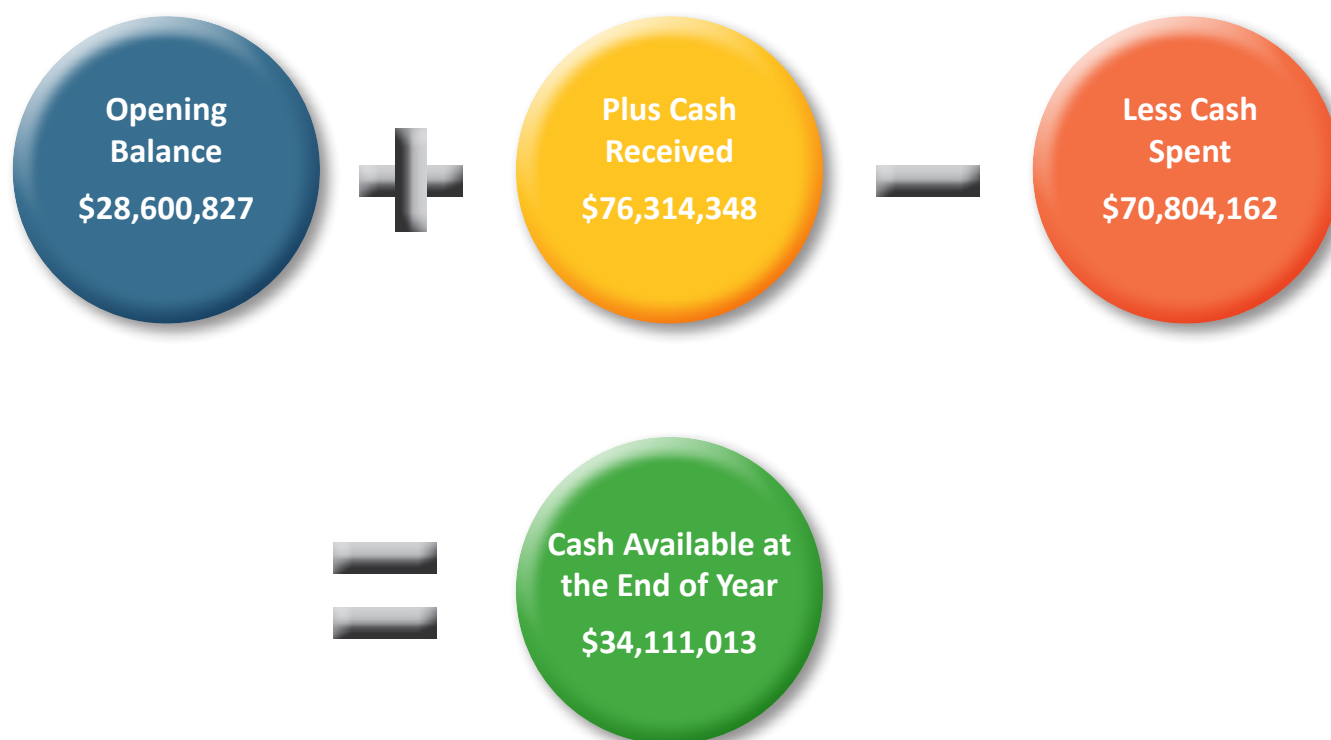 Opening
Balance
$28,600,827
Plus Cash
Received
$76,314,348
Less Cash
Spent
$70,804,162
Cash Available at
the End of Year
$34,111,013